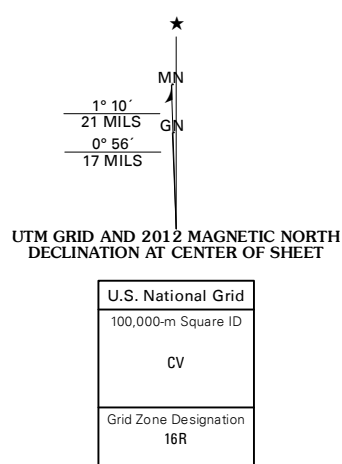 ★
MN
1° 10´
21 MILS
GN
0° 56´
17 MILS
UTM GRID AND 2012 MAGNETIC NORTH
DECLINATION AT CENTER OF SHEET
U.S. National Grid
100,000-m Square ID
CV
Grid Zone Designation
16R